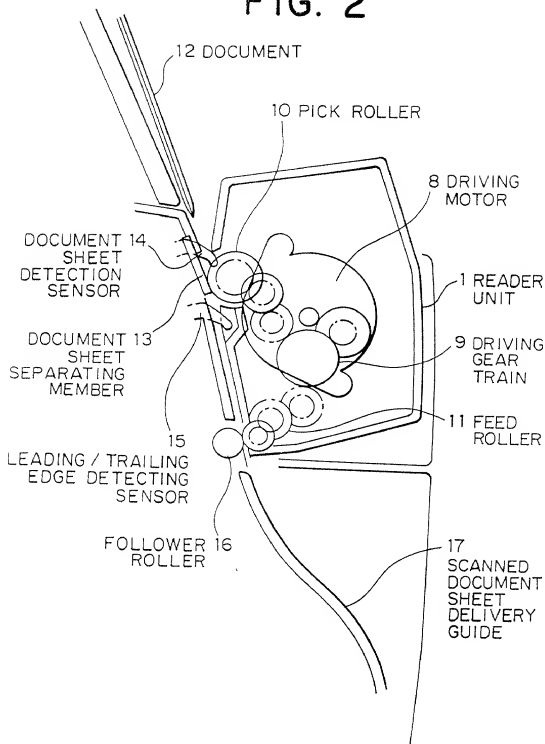 FIG. 2
12 DOCUMENT
10 PICK ROLLER
8 DRIVING
MOTOR
DOCUMENT 14
SHEET
DETECTION
SENSOR
1 READER
UNIT
DOCUMENT 13
SHEET
SEPARATING
MEMBER
9 DRIVING
GEAR
TRAIN
11 FEED
ROLLER
15
LEADING / TRAILING
EDGE DETECTING
SENSOR
FOLLOWER 16
ROLLER
17
SCANNED
DOCUMENT
SHEET
DELIVERY
GUIDE